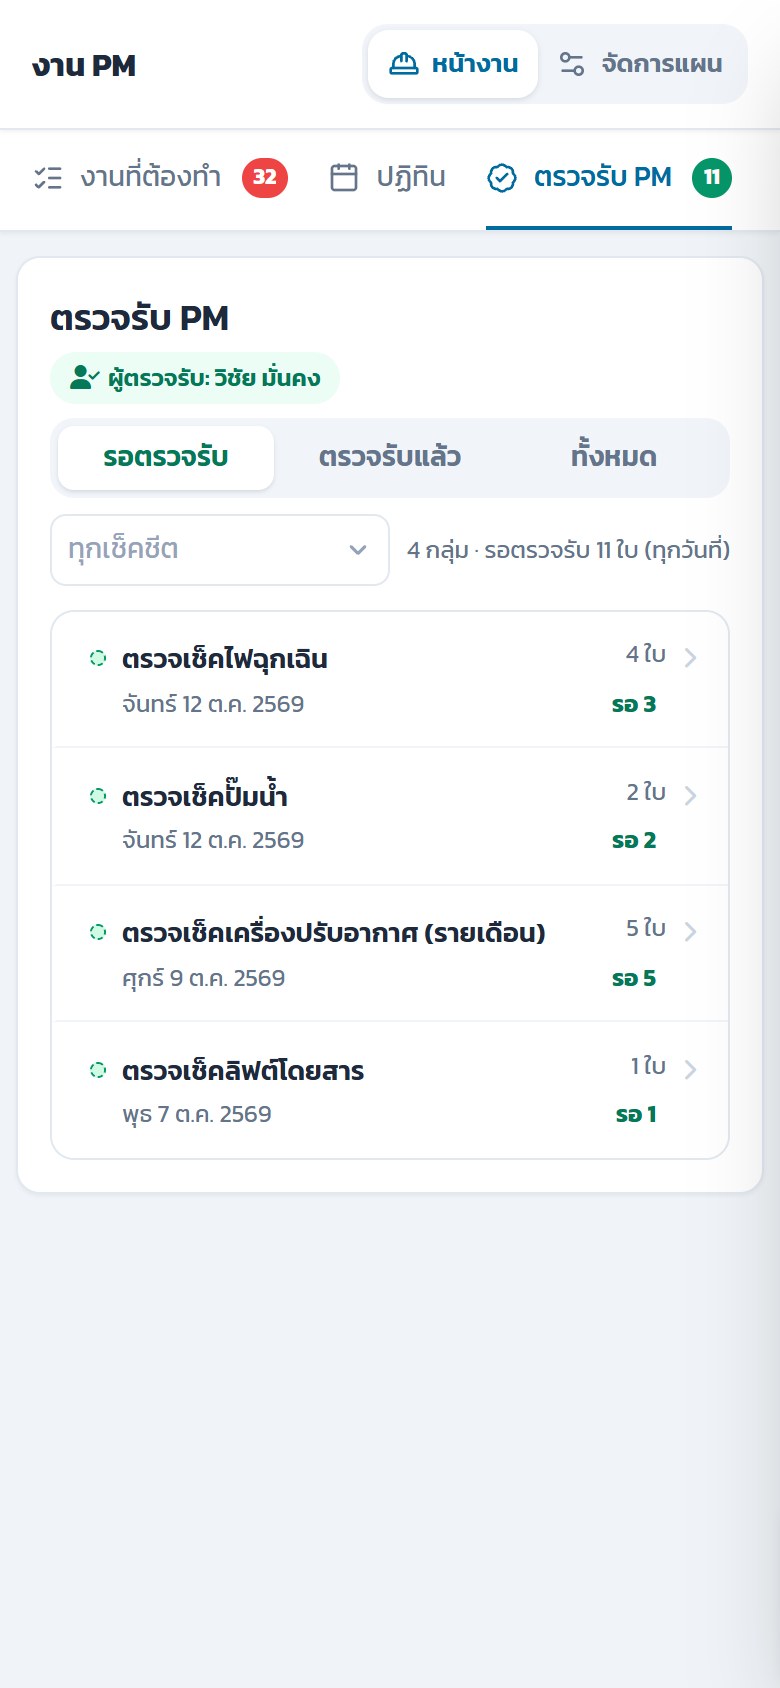 งาน PM
หน้างาน
จัดการแผน
งานที่ต้องทำ 32
ปฏิทิน
ตรวจรับ PM 11
ตรวจรับ PM
ผู้ตรวจรับ: วิชัย มั่นคง
รอตรวจรับ
ตรวจรับแล้ว
ทั้งหมด
ทุกเช็คชีต
4 กลุ่ม · รอตรวจรับ 11 ใบ (ทุกวันที่)
ตรวจเช็คไฟฉุกเฉิน
4 ใบ
จันทร์ 12 ต.ค. 2569
รอ 3
ตรวจเช็คปั๊มน้ำ
2 ใบ
จันทร์ 12 ต.ค. 2569
รอ 2
ตรวจเช็คเครื่องปรับอากาศ (รายเดือน)
5 ใบ
ศุกร์ 9 ต.ค. 2569
รอ 5
ตรวจเช็คลิฟต์โดยสาร
1 ใบ
พุธ 7 ต.ค. 2569
รอ 1